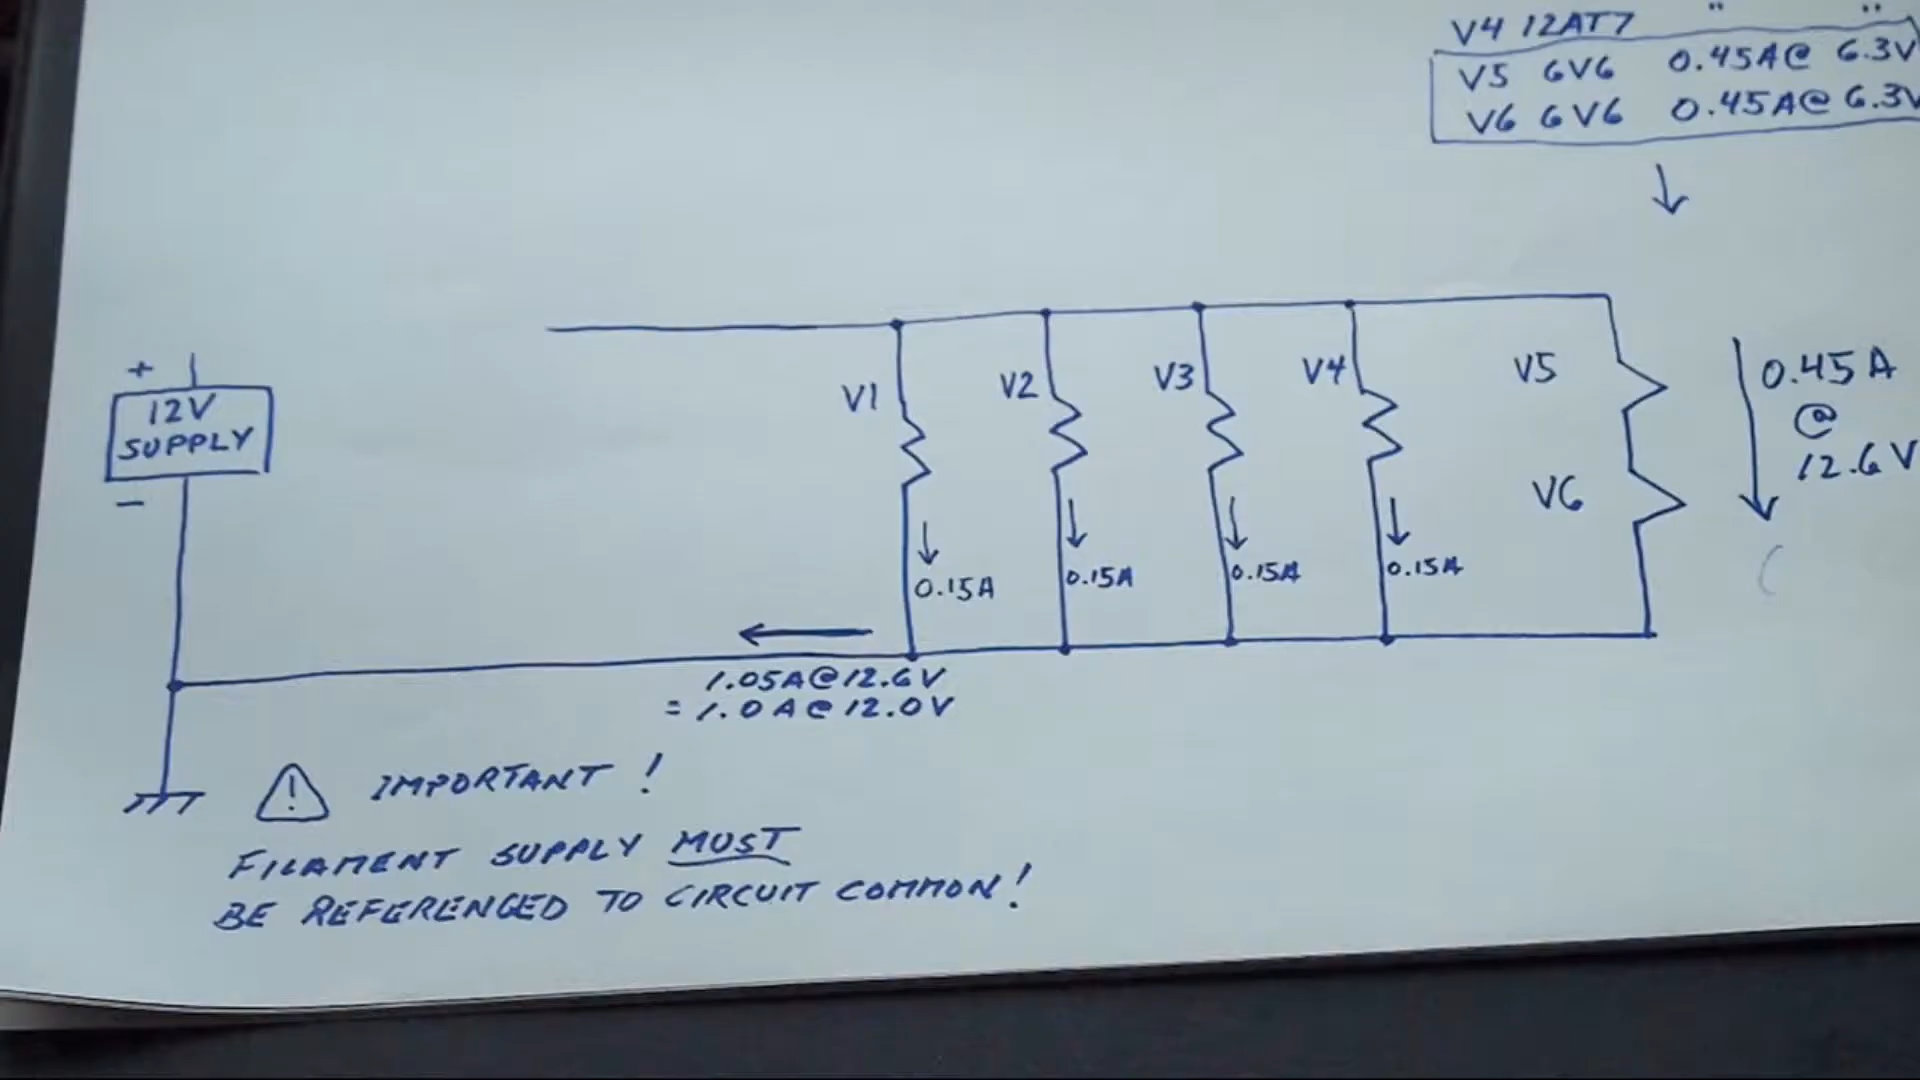 V4 12AT7 " "
V5 6V6 0.45A@ 6.3V
V6 6V6 0.45A@ 6.3V
+
12V
SUPPLY
−
V1
V2
V3
V4
V5
V6
0.45A
@
12.6V
0.15A
0.15A
0.15A
0.15A
1.05A@12.6V
= 1.0A@12.0V
! IMPORTANT !
FILAMENT SUPPLY MUST
BE REFERENCED TO CIRCUIT COMMON!